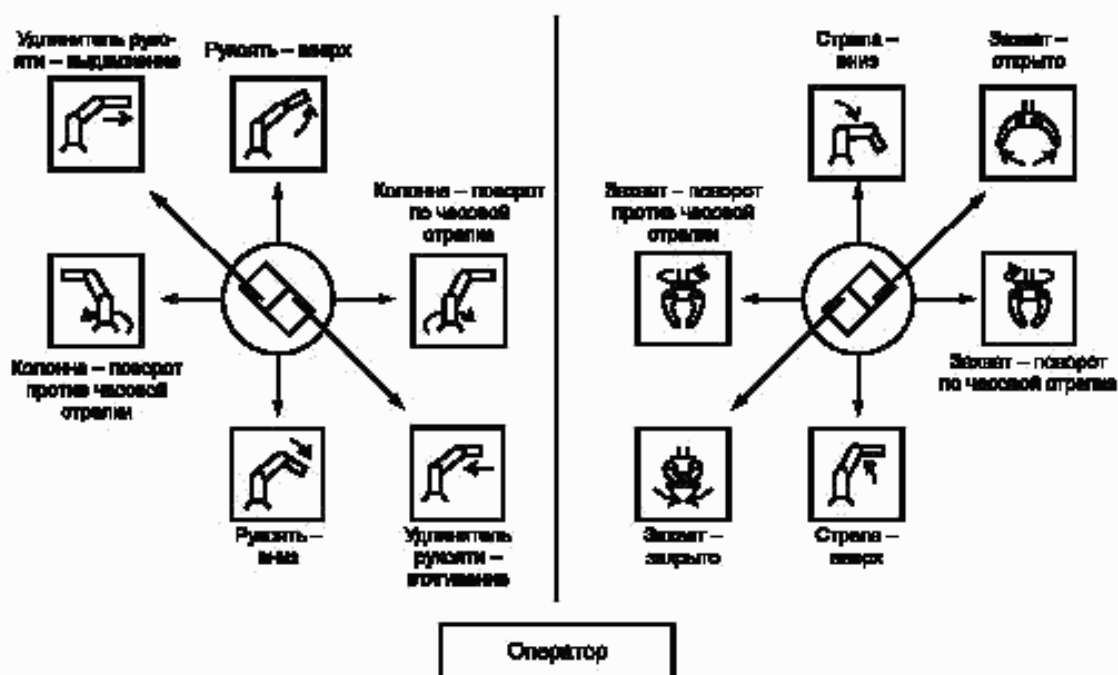 Удлинитель руко-
яти – выдвижение
Рукоять – вверх
Колонна – поворот
по часовой
стрелке
Колонна – поворот
против часовой
стрелки
Рукоять –
вниз
Удлинитель
рукояти –
втягивание
Стрела –
вниз
Захват –
открыто
Захват – поворот
против часовой
стрелки
Захват – поворот
по часовой стрелке
Захват –
закрыто
Стрела –
вверх
Оператор